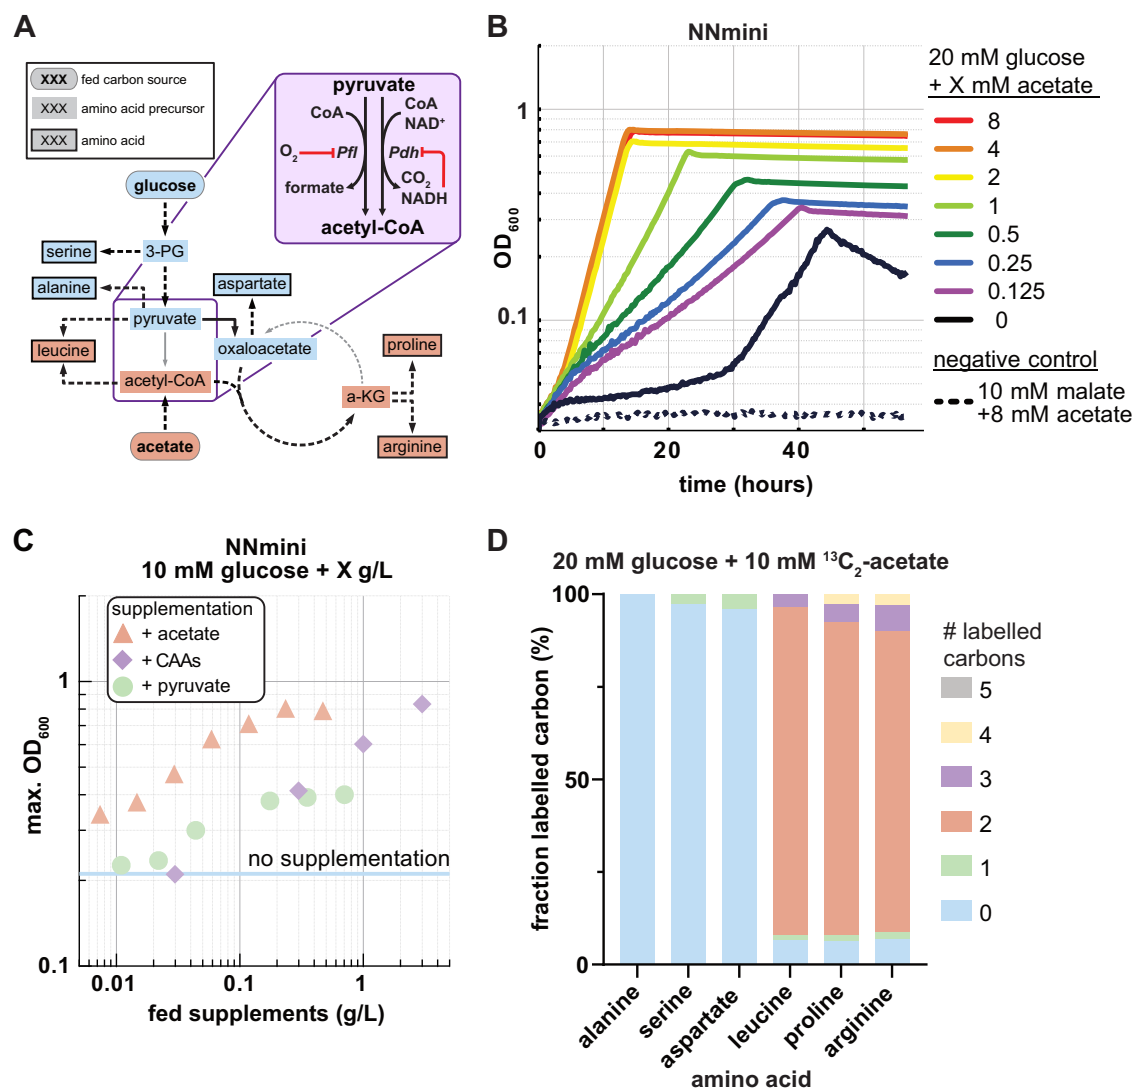 A
XXX fed carbon source
XXX amino acid precursor
XXX amino acid
pyruvate
CoA
CoA
NAD+
O2
Pfl
Pdh
formate
CO2
NADH
acetyl-CoA
glucose
serine
3-PG
alanine
aspartate
pyruvate
oxaloacetate
leucine
proline
acetyl-CoA
a-KG
acetate
arginine
B
NNmini
20 mM glucose
+ X mM acetate
8
4
2
1
0.5
0.25
0.125
0
negative control
10 mM malate
+8 mM acetate
OD600
1
0.1
0 20 40
time (hours)
C
NNmini
10 mM glucose + X g/L
supplementation
+ acetate
+ CAAs
+ pyruvate
no supplementation
max. OD600
1
0.1
0.01 0.1 1
fed supplements (g/L)
D
20 mM glucose + 10 mM 13C2-acetate
fraction labelled carbon (%)
100
50
0
# labelled
carbons
5
4
3
2
1
0
alanine
serine
aspartate
leucine
proline
arginine
amino acid